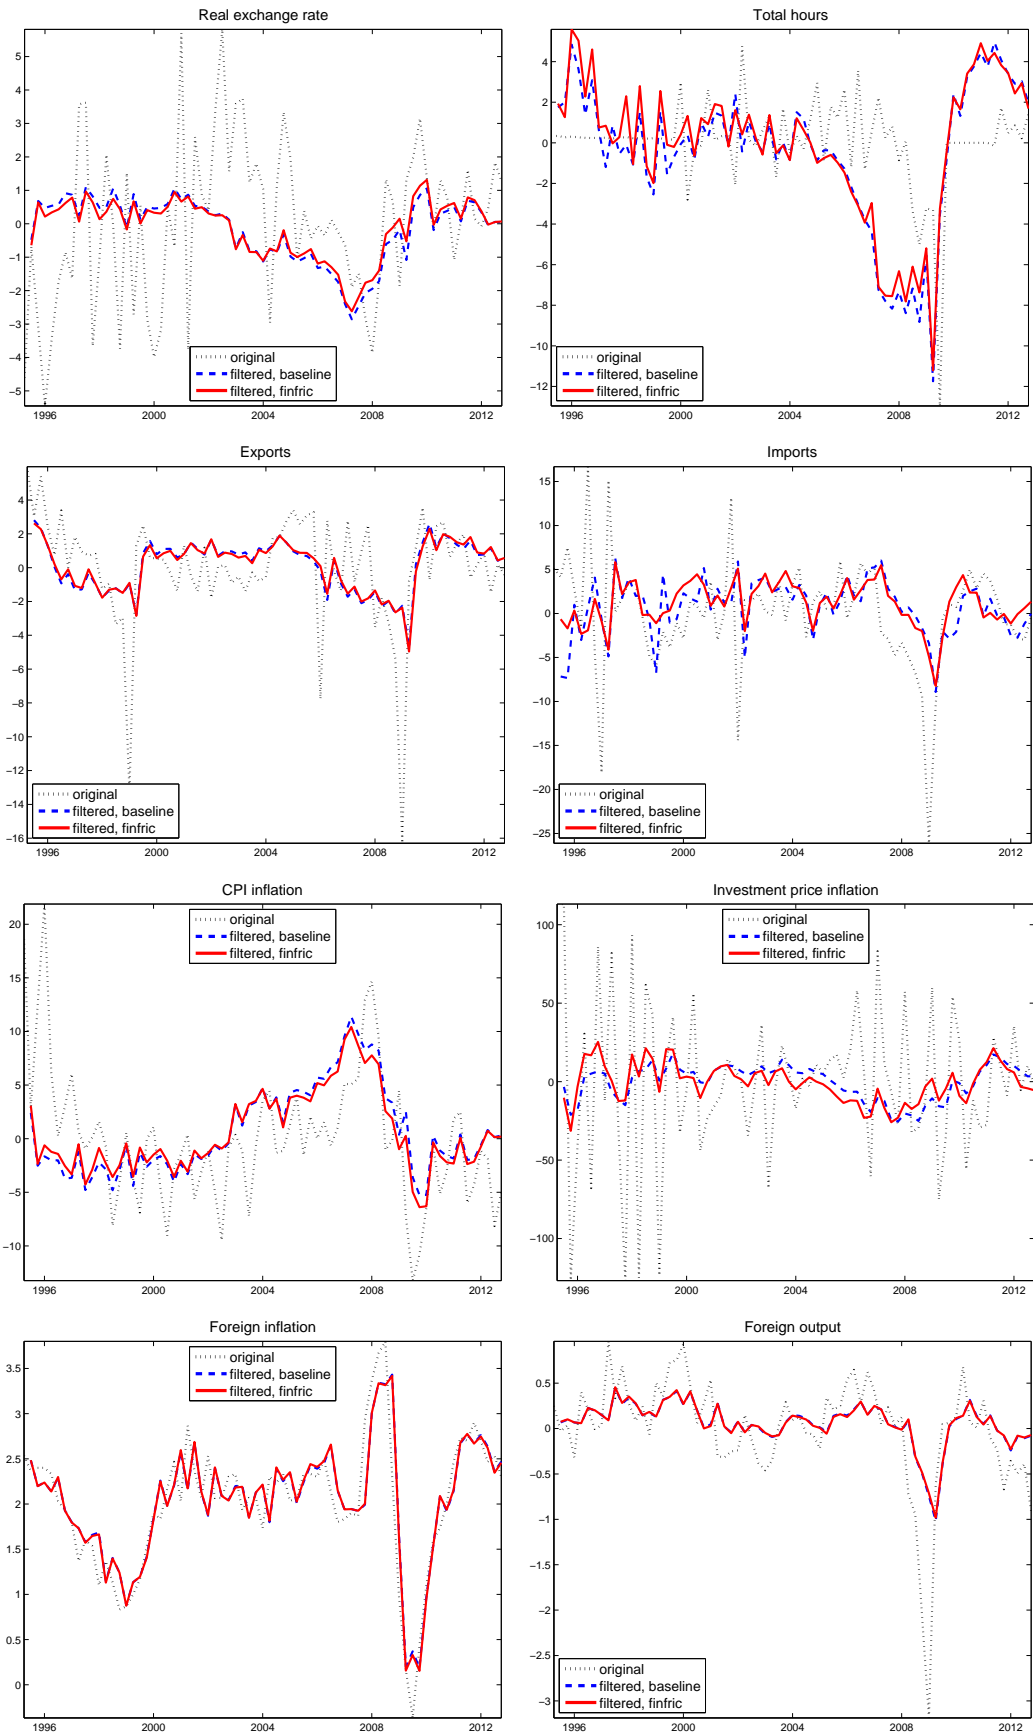 Real exchange rate
5
4
3
2
1
0
−1
−2
−3
−4
−5
original
filtered, baseline
filtered, finfric
1996 2000 2004 2008 2012
Total hours
4
2
0
−2
−4
−6
−8
−10
−12
original
filtered, baseline
filtered, finfric
1996 2000 2004 2008 2012
Exports
4
2
0
−2
−4
−6
−8
−10
−12
−14
−16
original
filtered, baseline
filtered, finfric
1996 2000 2004 2008 2012
Imports
15
10
5
0
−5
−10
−15
−20
−25
original
filtered, baseline
filtered, finfric
1996 2000 2004 2008 2012
CPI inflation
original
filtered, baseline
filtered, finfric
20
15
10
5
0
−5
−10
1996 2000 2004 2008 2012
Investment price inflation
original
filtered, baseline
filtered, finfric
100
50
0
−50
−100
1996 2000 2004 2008 2012
Foreign inflation
original
filtered, baseline
filtered, finfric
3.5
3
2.5
2
1.5
1
0.5
0
1996 2000 2004 2008 2012
Foreign output
0.5
0
−0.5
−1
−1.5
−2
−2.5
−3
original
filtered, baseline
filtered, finfric
1996 2000 2004 2008 2012